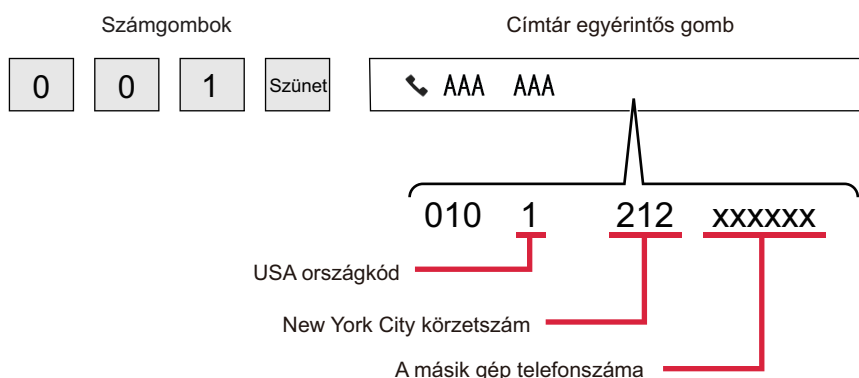 Számgombok Címtár egyérintős gomb
0 0 1 Szünet AAA AAA
010 1 212 xxxxxx
USA országkód
New York City körzetszám
A másik gép telefonszáma